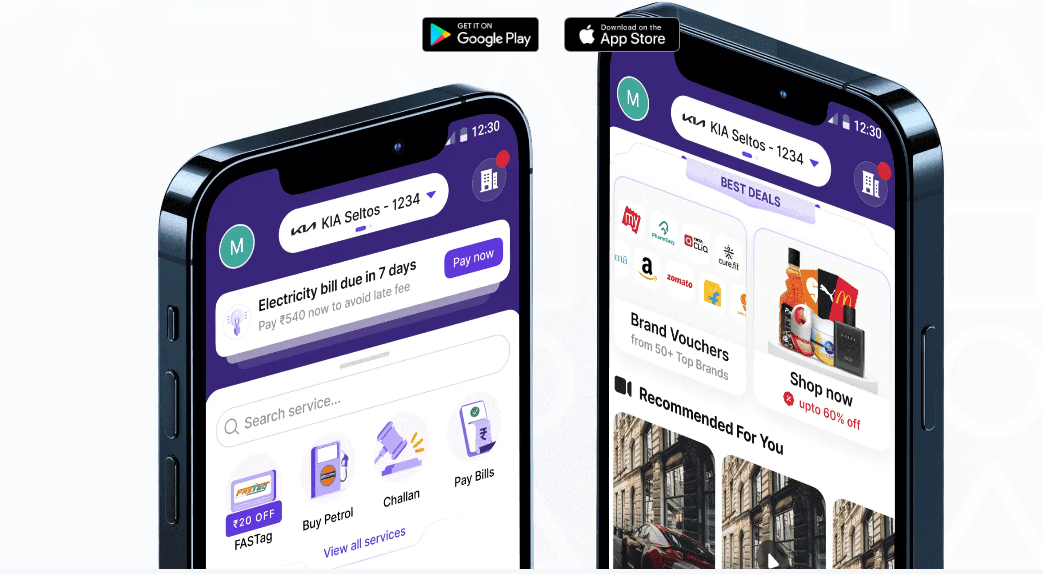 GET IT ON
Google Play
Download on the
App Store
12:30
KIA Seltos - 1234
M
Electricity bill due in 7 days
Pay ₹540 now to avoid late fee
Pay now
Search service...
FASTag
₹20 OFF
FASTag
Buy Petrol
Challan
Pay Bills
View all services
12:30
M
KIA Seltos - 1234
BEST DEALS
my
PharmEasy
TATA
CLiQ
cure.fit
a
zomato
Brand Vouchers
from 50+ Top Brands
Shop now
upto 60% off
Recommended For You